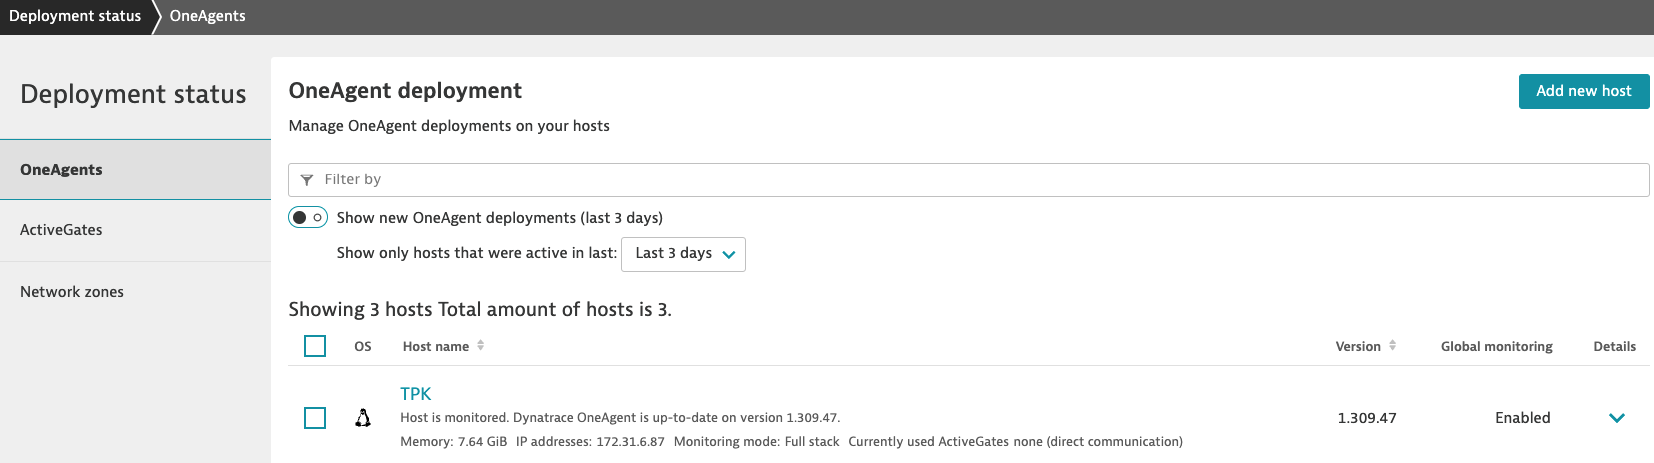 Deployment status
OneAgents
Deployment status
OneAgents
ActiveGates
Network zones
OneAgent deployment
Add new host
Manage OneAgent deployments on your hosts
Filter by
Show new OneAgent deployments (last 3 days)
Show only hosts that were active in last: Last 3 days
Showing 3 hosts Total amount of hosts is 3.
OS Host name Version Global monitoring Details
TPK
Host is monitored. Dynatrace OneAgent is up-to-date on version 1.309.47.
1.309.47 Enabled
Memory: 7.64 GiB IP addresses: 172.31.6.87 Monitoring mode: Full stack Currently used ActiveGates none (direct communication)